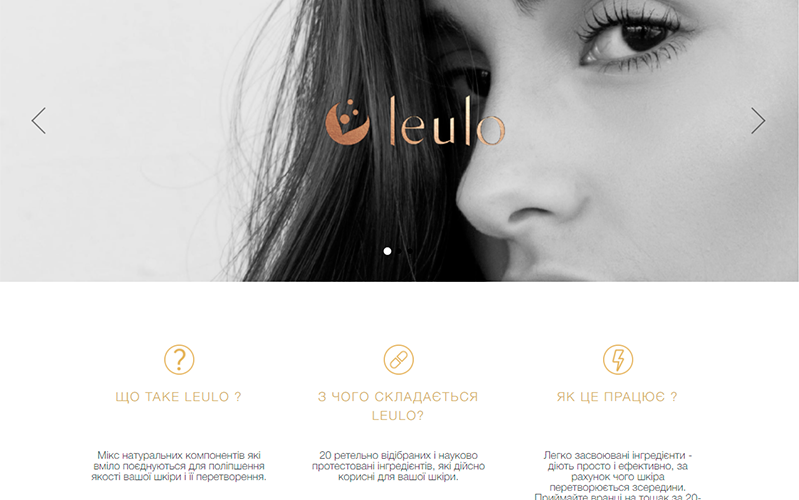 leulo
ЩО ТАКЕ LEULO ?
Мікс натуральних компонентів які
вміло поєднуються для поліпшення
якості вашої шкіри і її перетворення.
З ЧОГО СКЛАДАЄТЬСЯ
LEULO?
20 ретельно відібраних і науково
протестовані інгредієнтів, які дійсно
корисні для вашої шкіри.
ЯК ЦЕ ПРАЦЮЄ ?
Легко засвоювані інгредієнти -
діють просто і ефективно, за
рахунок чого шкіра
перетворюється зсередини.
Приймайте вранці на тощак за 20-